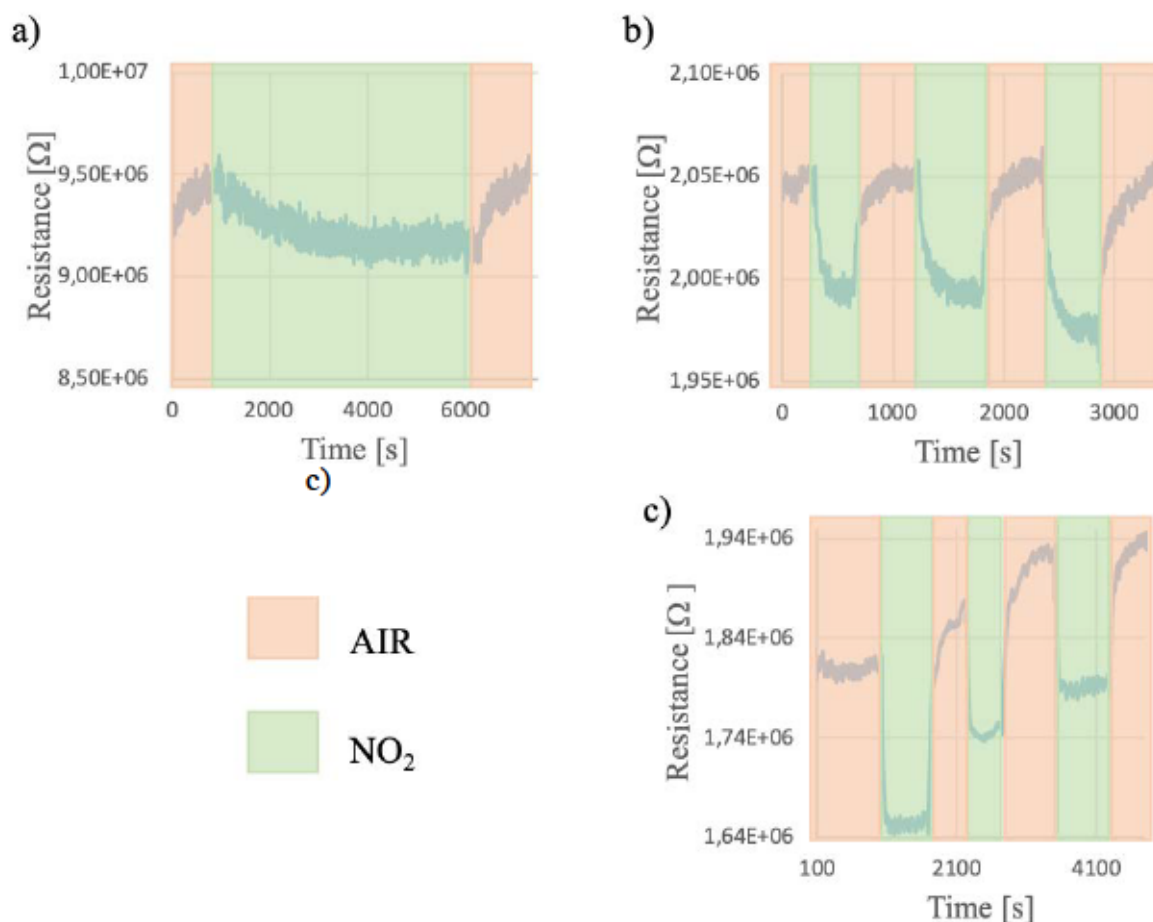 a)
1,00E+07
9,50E+06
9,00E+06
8,50E+06
Resistance [Ω]
0 2000 4000 6000
Time [s]
c)
b)
2,10E+06
2,05E+06
2,00E+06
1,95E+06
Resistance [Ω]
0 1000 2000 3000
Time [s]
AIR
NO₂
c)
1,94E+06
1,84E+06
1,74E+06
1,64E+06
Resistance [Ω ]
100 2100 4100
Time [s]